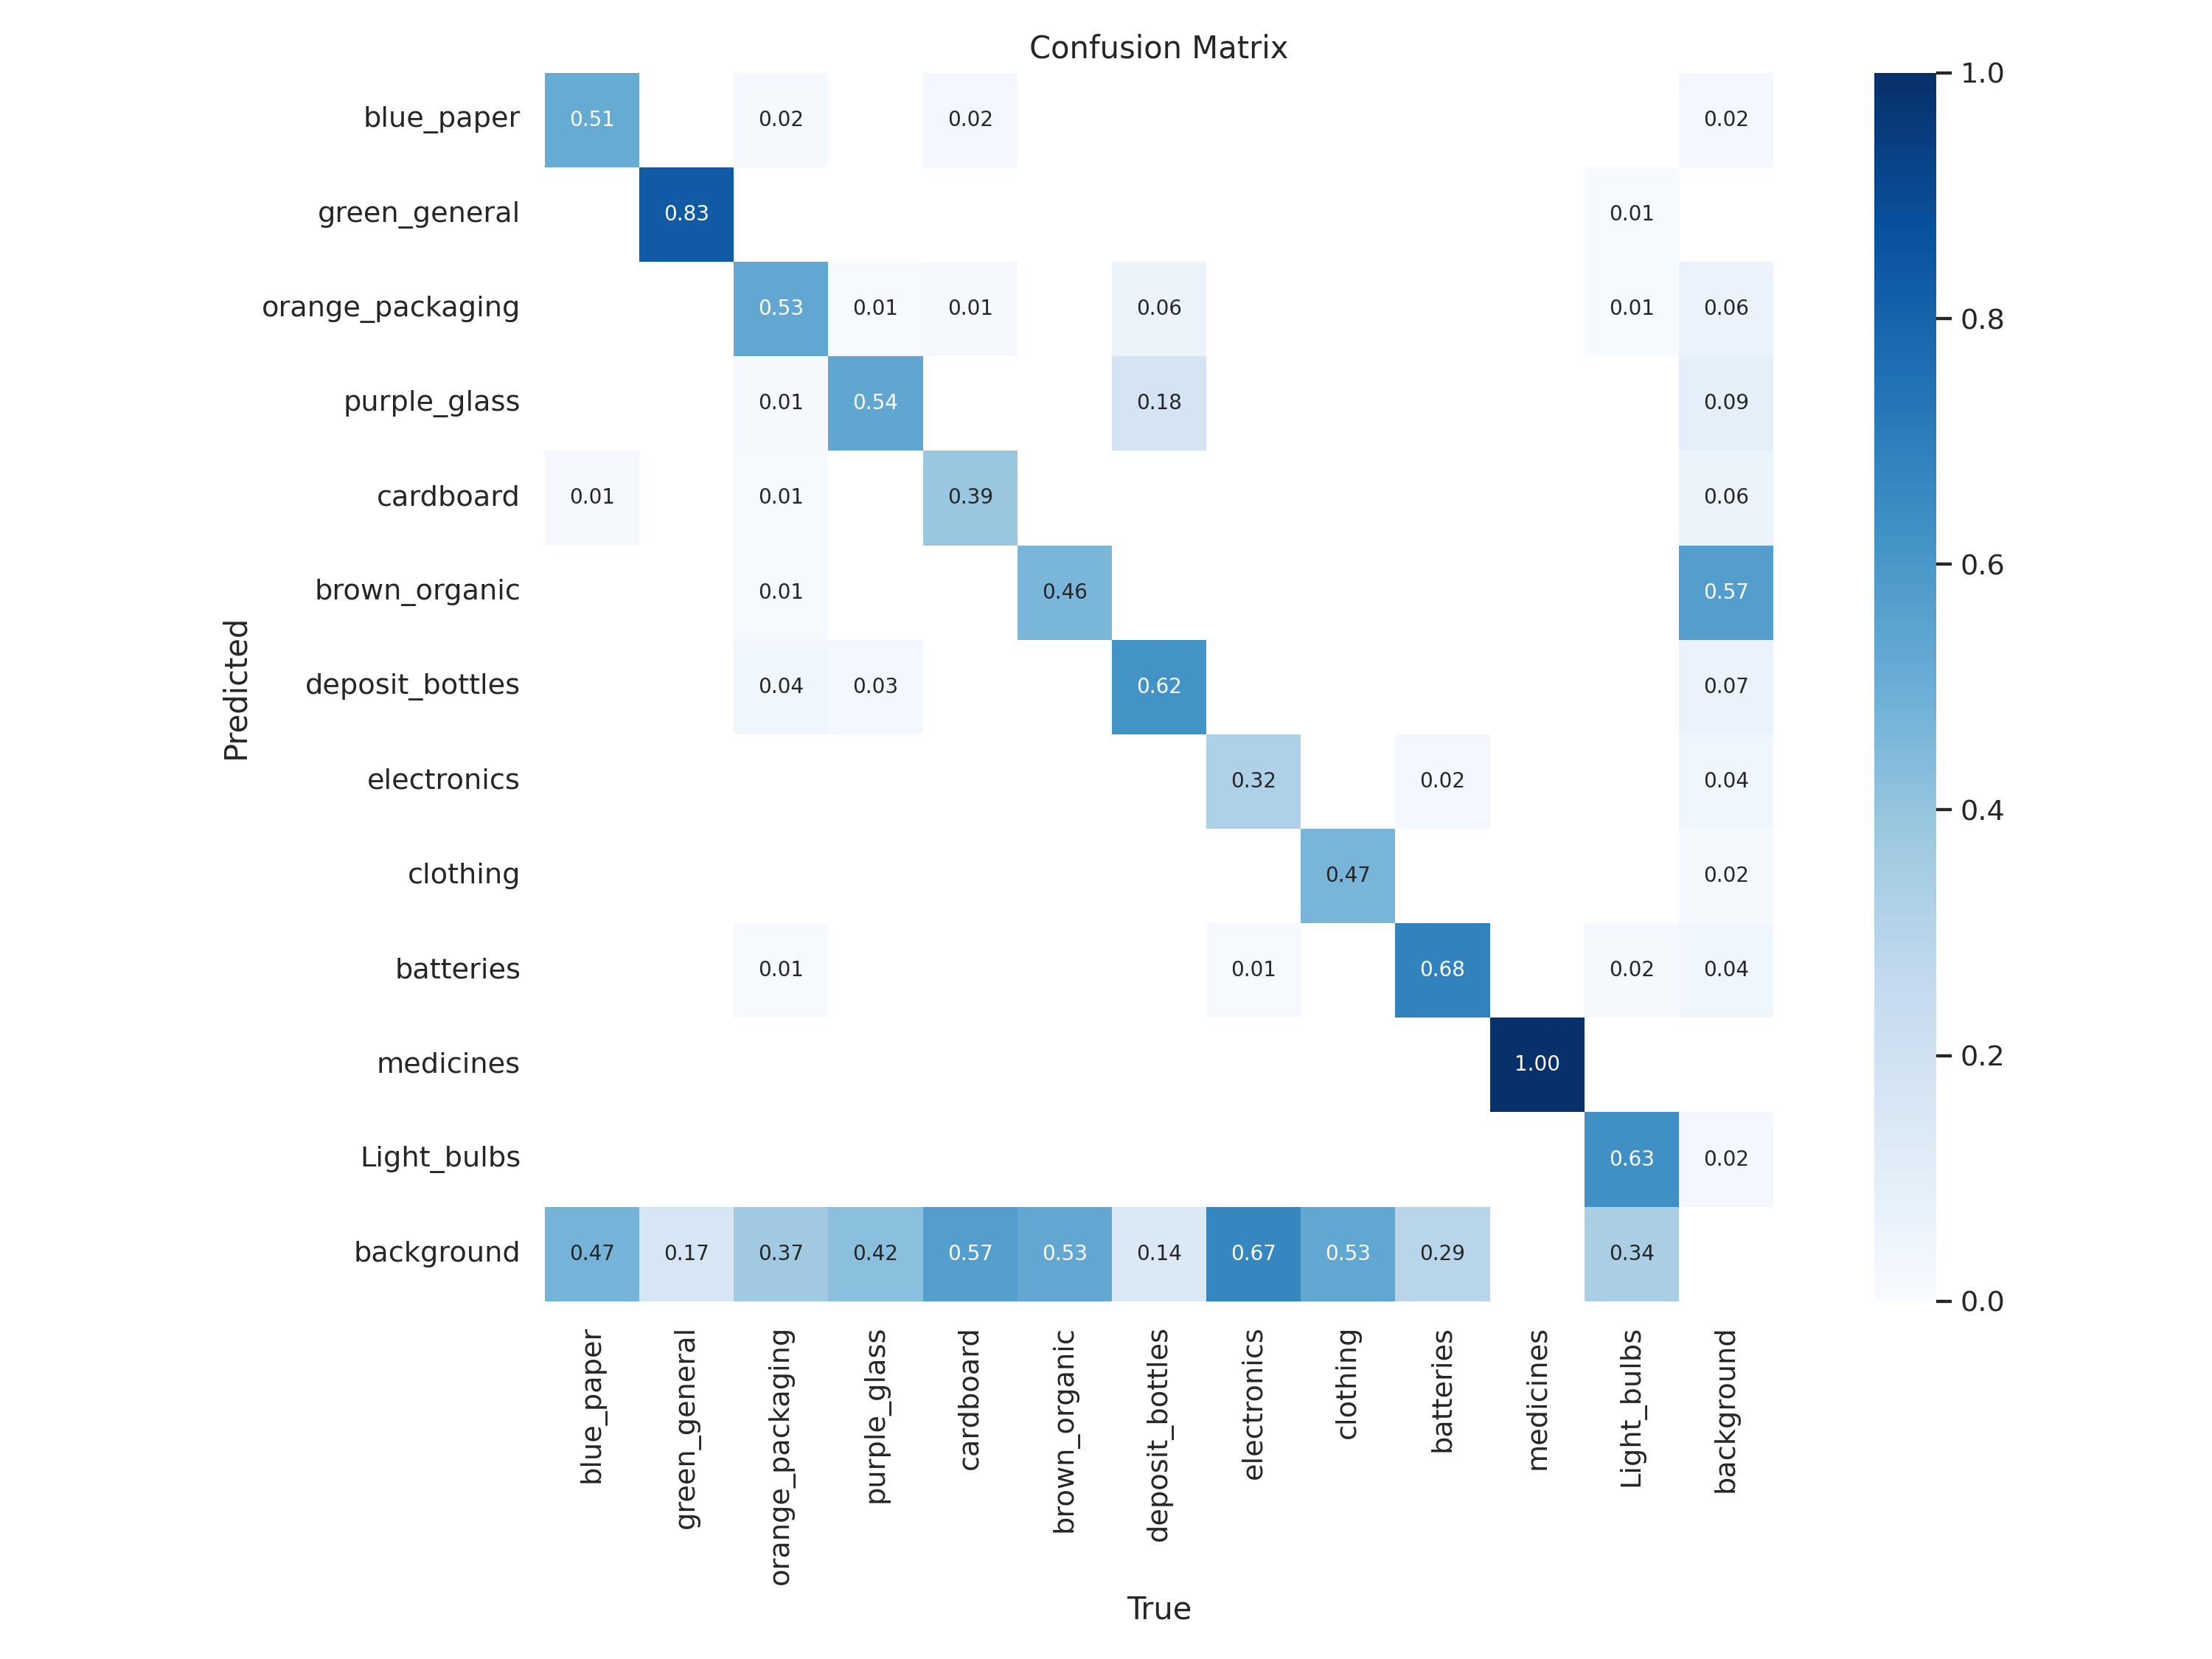 Confusion Matrix
blue_paper 0.51 0.02 0.02 0.02
green_general 0.83 0.01
orange_packaging 0.53 0.01 0.01 0.06 0.01 0.06
purple_glass 0.01 0.54 0.18 0.09
cardboard 0.01 0.01 0.39 0.06
brown_organic 0.01 0.46 0.57
deposit_bottles 0.04 0.03 0.62 0.07
electronics 0.32 0.02 0.04
clothing 0.47 0.02
batteries 0.01 0.01 0.68 0.02 0.04
medicines 1.00
Light_bulbs 0.63 0.02
background 0.47 0.17 0.37 0.42 0.57 0.53 0.14 0.67 0.53 0.29 0.34
Predicted
blue_paper
green_general
orange_packaging
purple_glass
cardboard
brown_organic
deposit_bottles
electronics
clothing
batteries
medicines
Light_bulbs
background
True
1.0
0.8
0.6
0.4
0.2
0.0